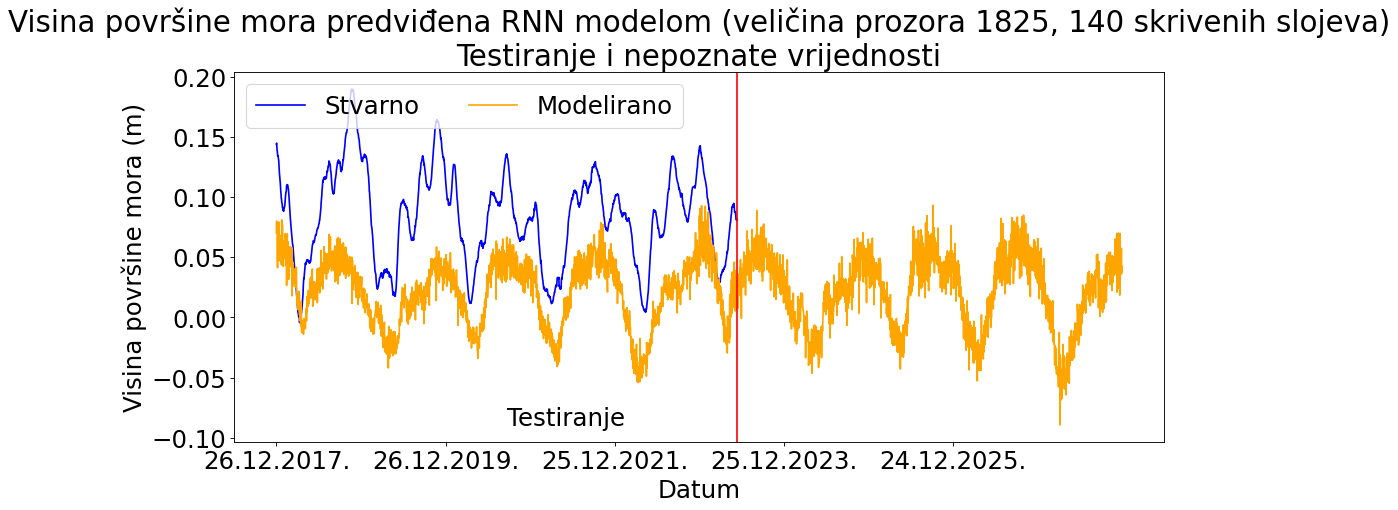 Visina površine mora predviđena RNN modelom (veličina prozora 1825, 140 skrivenih slojeva)
Testiranje i nepoznate vrijednosti
Stvarno
Modelirano
Visina površine mora (m)
0.20
0.15
0.10
0.05
0.00
−0.05
−0.10
Testiranje
26.12.2017.
26.12.2019.
25.12.2021.
25.12.2023.
24.12.2025.
Datum